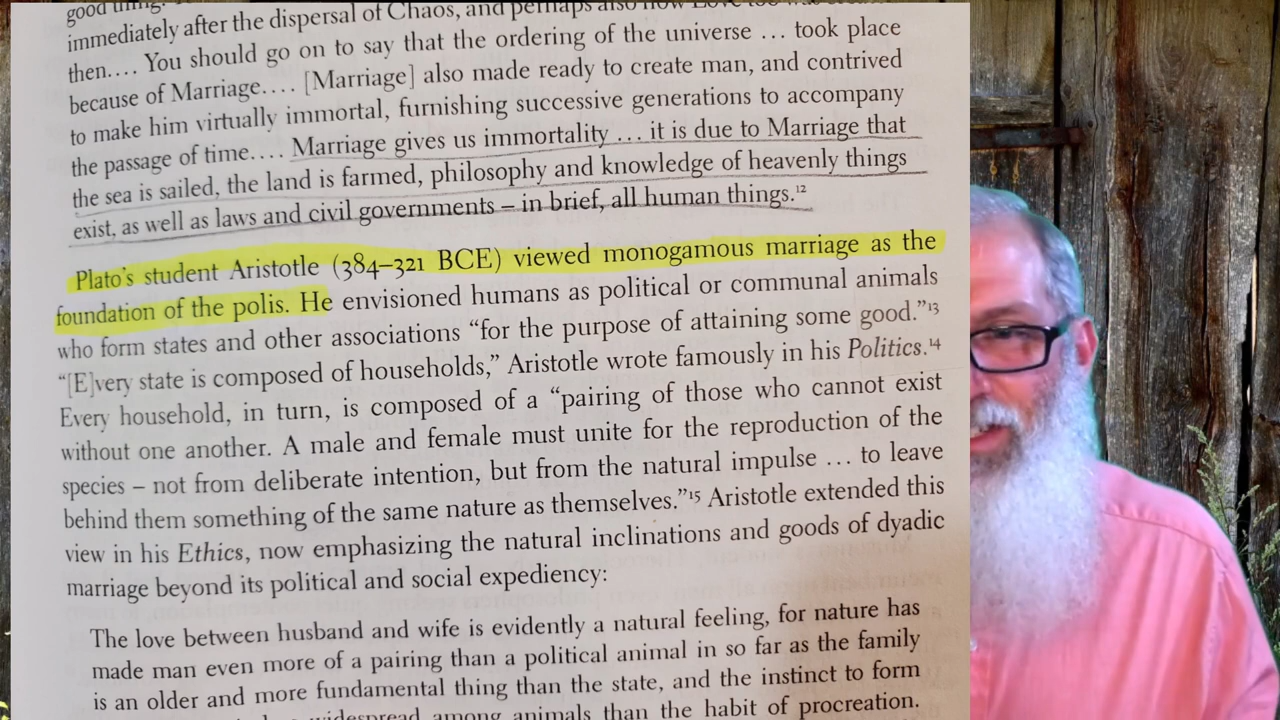 good thing.
immediately after the dispersal of Chaos, and perhaps also how Love
then.... You should go on to say that the ordering of the universe ... took place
because of Marriage.... [Marriage] also made ready to create man, and contrived
to make him virtually immortal, furnishing successive generations to accompany
the passage of time.... Marriage gives us immortality ... it is due to Marriage that
the sea is sailed, the land is farmed, philosophy and knowledge of heavenly things
exist, as well as laws and civil governments – in brief, all human things.12
Plato's student Aristotle (384–321 BCE) viewed monogamous marriage as the
foundation of the polis. He envisioned humans as political or communal animals
who form states and other associations “for the purpose of attaining some good.”13
“[E]very state is composed of households,” Aristotle wrote famously in his Politics.14
Every household, in turn, is composed of a “pairing of those who cannot exist
without one another. A male and female must unite for the reproduction of the
species – not from deliberate intention, but from the natural impulse ... to leave
behind them something of the same nature as themselves.”15 Aristotle extended this
view in his Ethics, now emphasizing the natural inclinations and goods of dyadic
marriage beyond its political and social expediency:
The love between husband and wife is evidently a natural feeling, for nature has
made man even more of a pairing than a political animal in so far as the family
is an older and more fundamental thing than the state, and the instinct to form
widespread among animals than the habit of procreation.